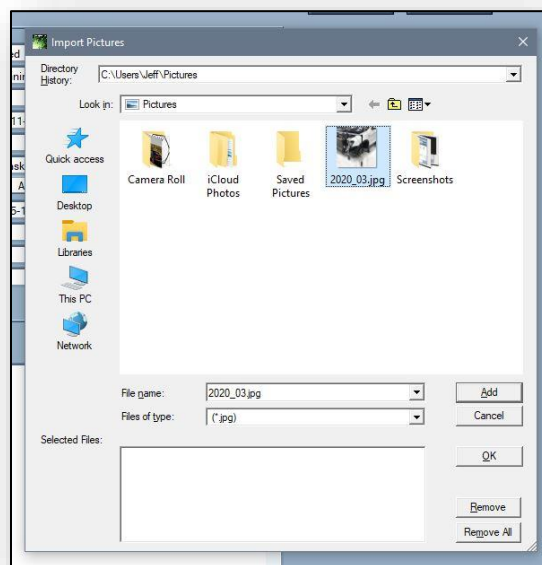 Import Pictures
Directory
History:
C:\Users\Jeff\Pictures
Look in:
Pictures
Quick access
Desktop
Libraries
This PC
Network
Camera Roll
iCloud
Photos
Saved
Pictures
2020_03.jpg
Screenshots
File name:
2020_03.jpg
Add
Files of type:
(*.jpg)
Cancel
Selected Files:
OK
Remove
Remove All